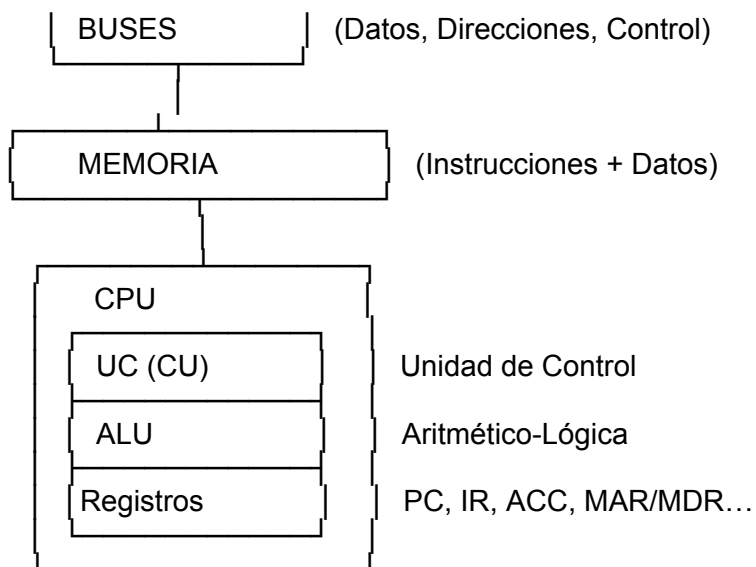 BUSES (Datos, Direcciones, Control)
MEMORIA (Instrucciones + Datos)
CPU
UC (CU) Unidad de Control
ALU Aritmético-Lógica
Registros PC, IR, ACC, MAR/MDR…